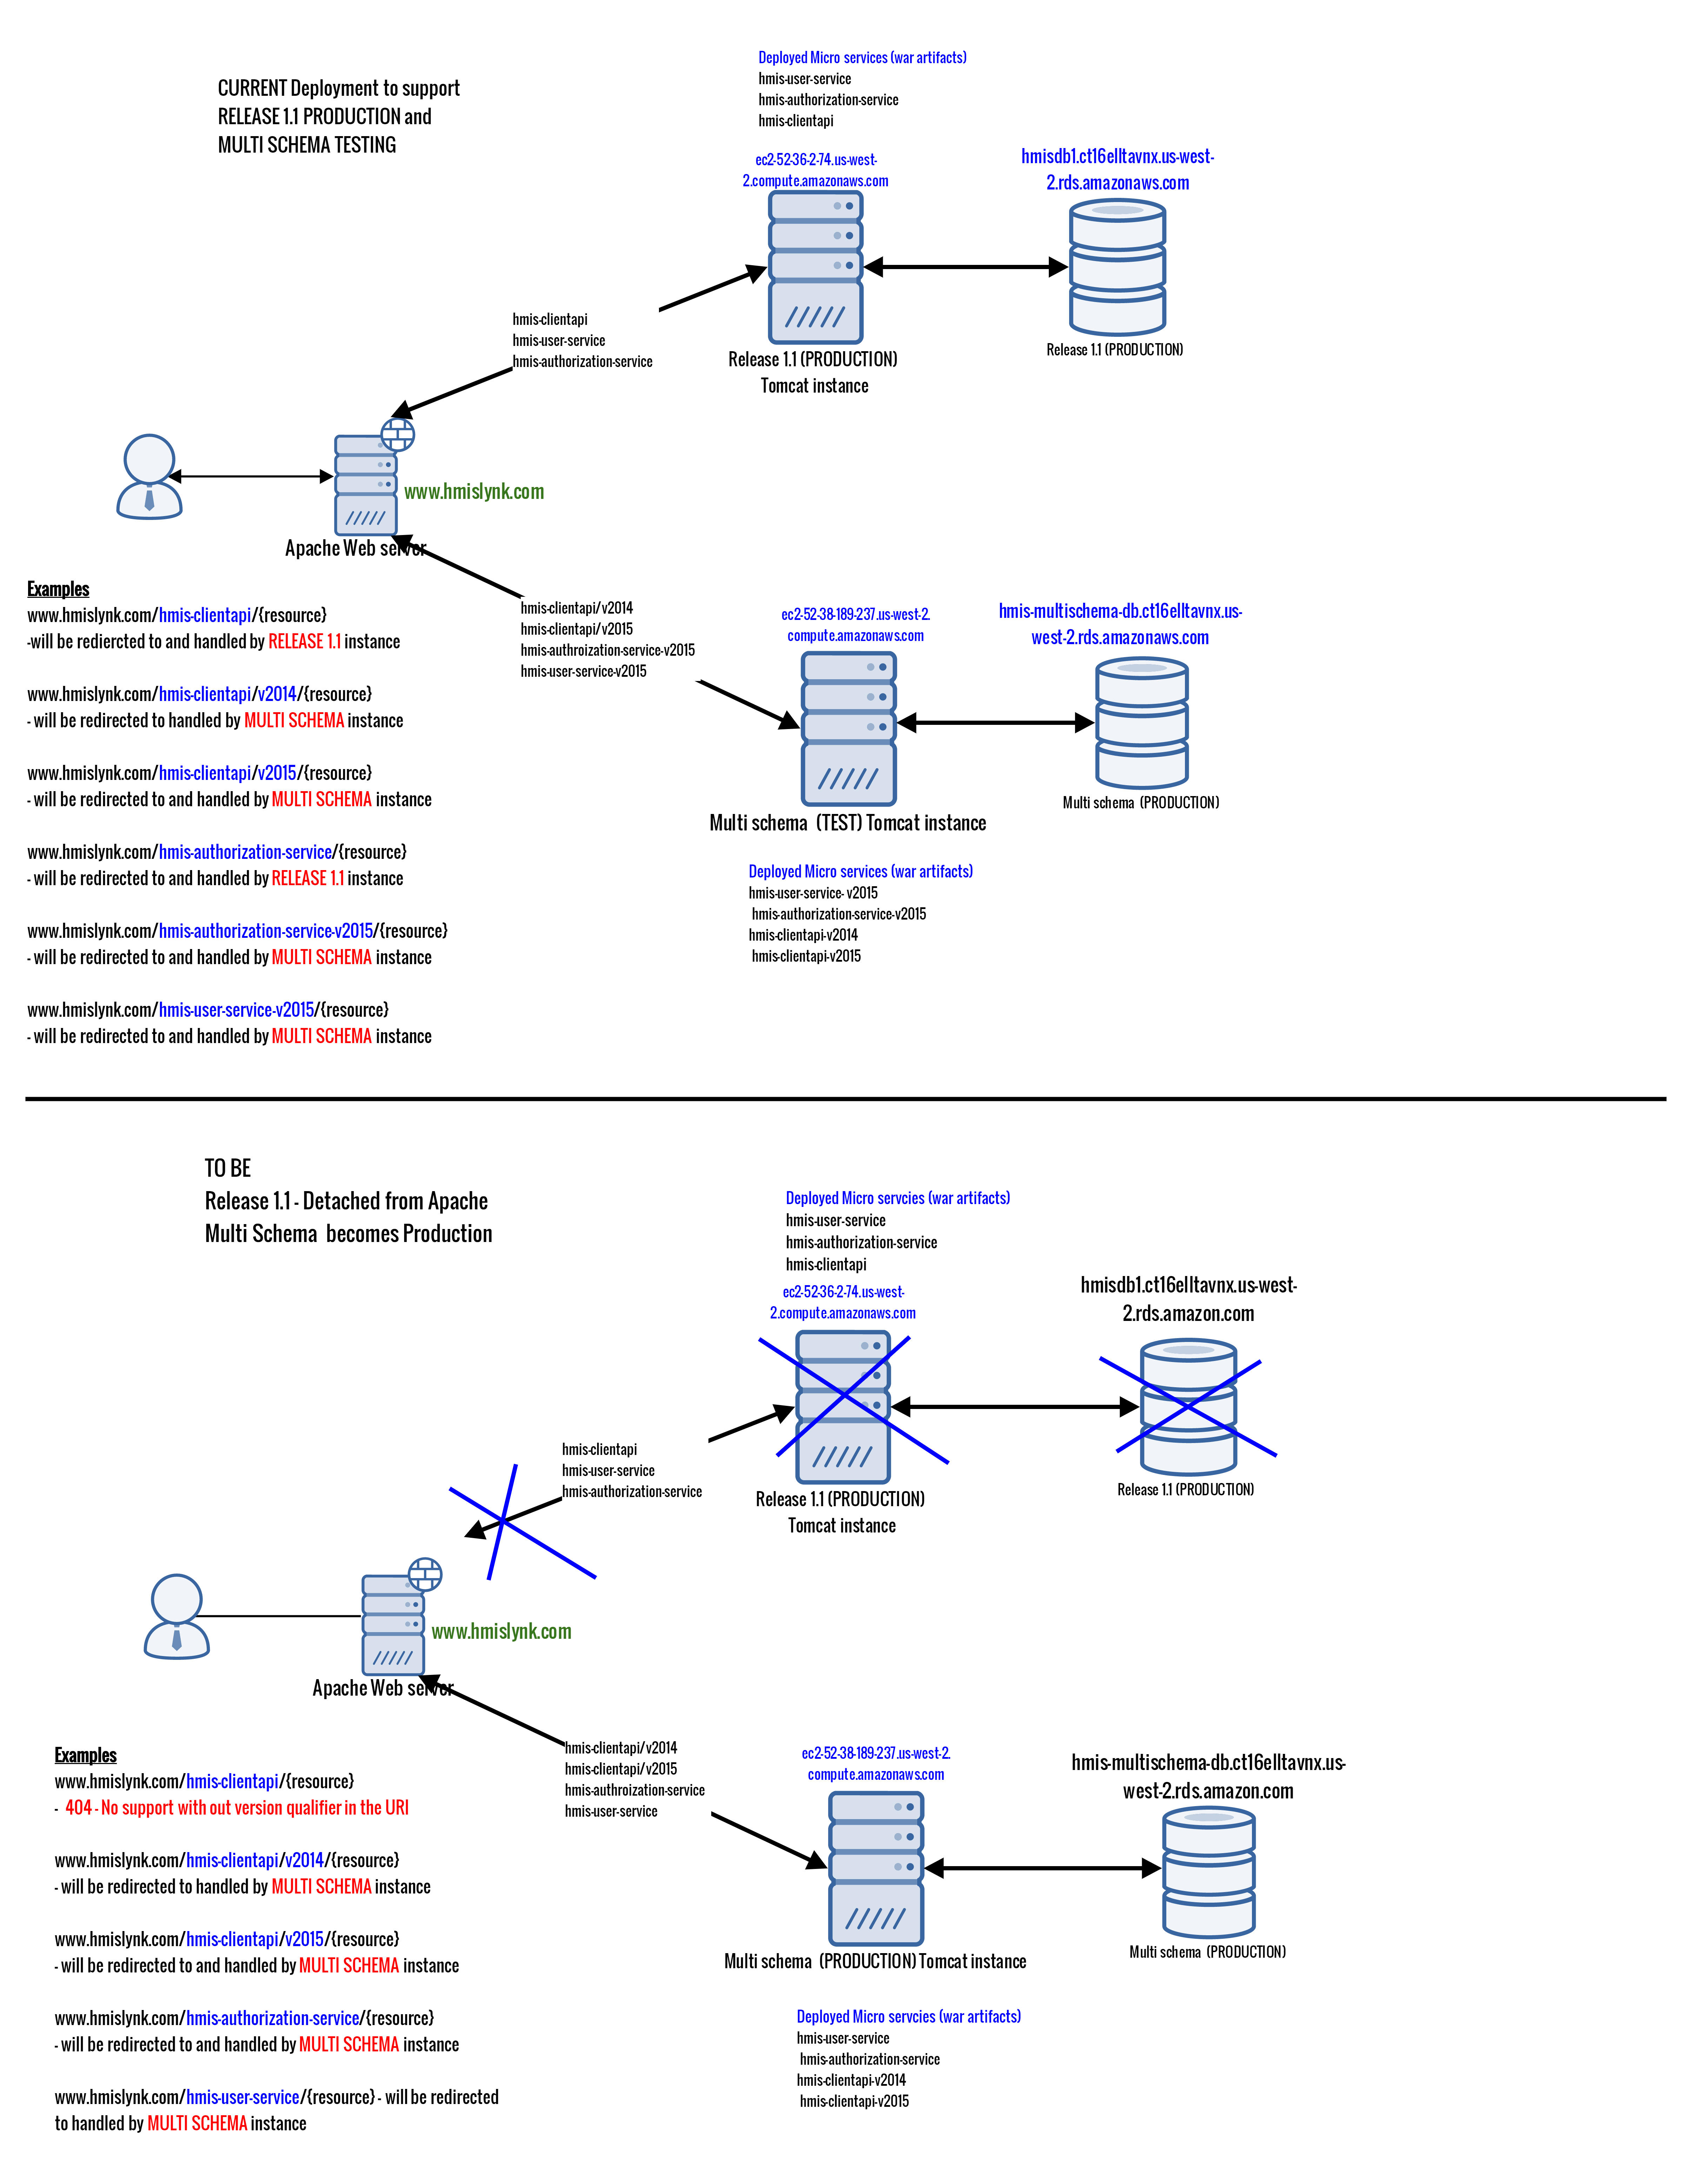 CURRENT Deployment to support
RELEASE 1.1 PRODUCTION and
MULTI SCHEMA TESTING
Deployed Micro services (war artifacts)
hmis-user-service
hmis-authorization-service
hmis-clientapi
ec2-52-36-2-74.us-west-
2.compute.amazonaws.com
hmisdb1.ct16elltavnx.us-west-
2.rds.amazonaws.com
Release 1.1 (PRODUCTION)
Tomcat instance
Release 1.1 (PRODUCTION)
hmis-clientapi
hmis-user-service
hmis-authorization-service
www.hmislynk.com
Apache Web server
hmis-clientapi/v2014
hmis-clientapi/v2015
hmis-authroization-service-v2015
hmis-user-service-v2015
ec2-52-38-189-237.us-west-2.
compute.amazonaws.com
hmis-multischema-db.ct16elltavnx.us-
west-2.rds.amazonaws.com
Multi schema (TEST) Tomcat instance
Multi schema (PRODUCTION)
Deployed Micro services (war artifacts)
hmis-user-service- v2015
hmis-authorization-service-v2015
hmis-clientapi-v2014
hmis-clientapi-v2015
Examples
www.hmislynk.com/hmis-clientapi/{resource}
-will be rediercted to and handled by RELEASE 1.1 instance
www.hmislynk.com/hmis-clientapi/v2014/{resource}
- will be redirected to handled by MULTI SCHEMA instance
www.hmislynk.com/hmis-clientapi/v2015/{resource}
- will be redirected to and handled by MULTI SCHEMA instance
www.hmislynk.com/hmis-authorization-service/{resource}
- will be redirected to and handled by RELEASE 1.1 instance
www.hmislynk.com/hmis-authorization-service-v2015/{resource}
- will be redirected to and handled by MULTI SCHEMA instance
www.hmislynk.com/hmis-user-service-v2015/{resource}
- will be redirected to and handled by MULTI SCHEMA instance
TO BE
Release 1.1 - Detached from Apache
Multi Schema becomes Production
Deployed Micro servcies (war artifacts)
hmis-user-service
hmis-authorization-service
hmis-clientapi
ec2-52-36-2-74.us-west-
2.compute.amazonaws.com
hmisdb1.ct16elltavnx.us-west-
2.rds.amazon.com
Release 1.1 (PRODUCTION)
Tomcat instance
Release 1.1 (PRODUCTION)
hmis-clientapi
hmis-user-service
hmis-authorization-service
www.hmislynk.com
Apache Web server
hmis-clientapi/v2014
hmis-clientapi/v2015
hmis-authroization-service
hmis-user-service
ec2-52-38-189-237.us-west-2.
compute.amazonaws.com
hmis-multischema-db.ct16elltavnx.us-
west-2.rds.amazon.com
Multi schema (PRODUCTION) Tomcat instance
Multi schema (PRODUCTION)
Deployed Micro servcies (war artifacts)
hmis-user-service
hmis-authorization-service
hmis-clientapi-v2014
hmis-clientapi-v2015
Examples
www.hmislynk.com/hmis-clientapi/{resource}
- 404 - No support with out version qualifier in the URI
www.hmislynk.com/hmis-clientapi/v2014/{resource}
- will be redirected to handled by MULTI SCHEMA instance
www.hmislynk.com/hmis-clientapi/v2015/{resource}
- will be redirected to and handled by MULTI SCHEMA instance
www.hmislynk.com/hmis-authorization-service/{resource}
- will be redirected to and handled by MULTI SCHEMA instance
www.hmislynk.com/hmis-user-service/{resource} - will be redirected
to handled by MULTI SCHEMA instance